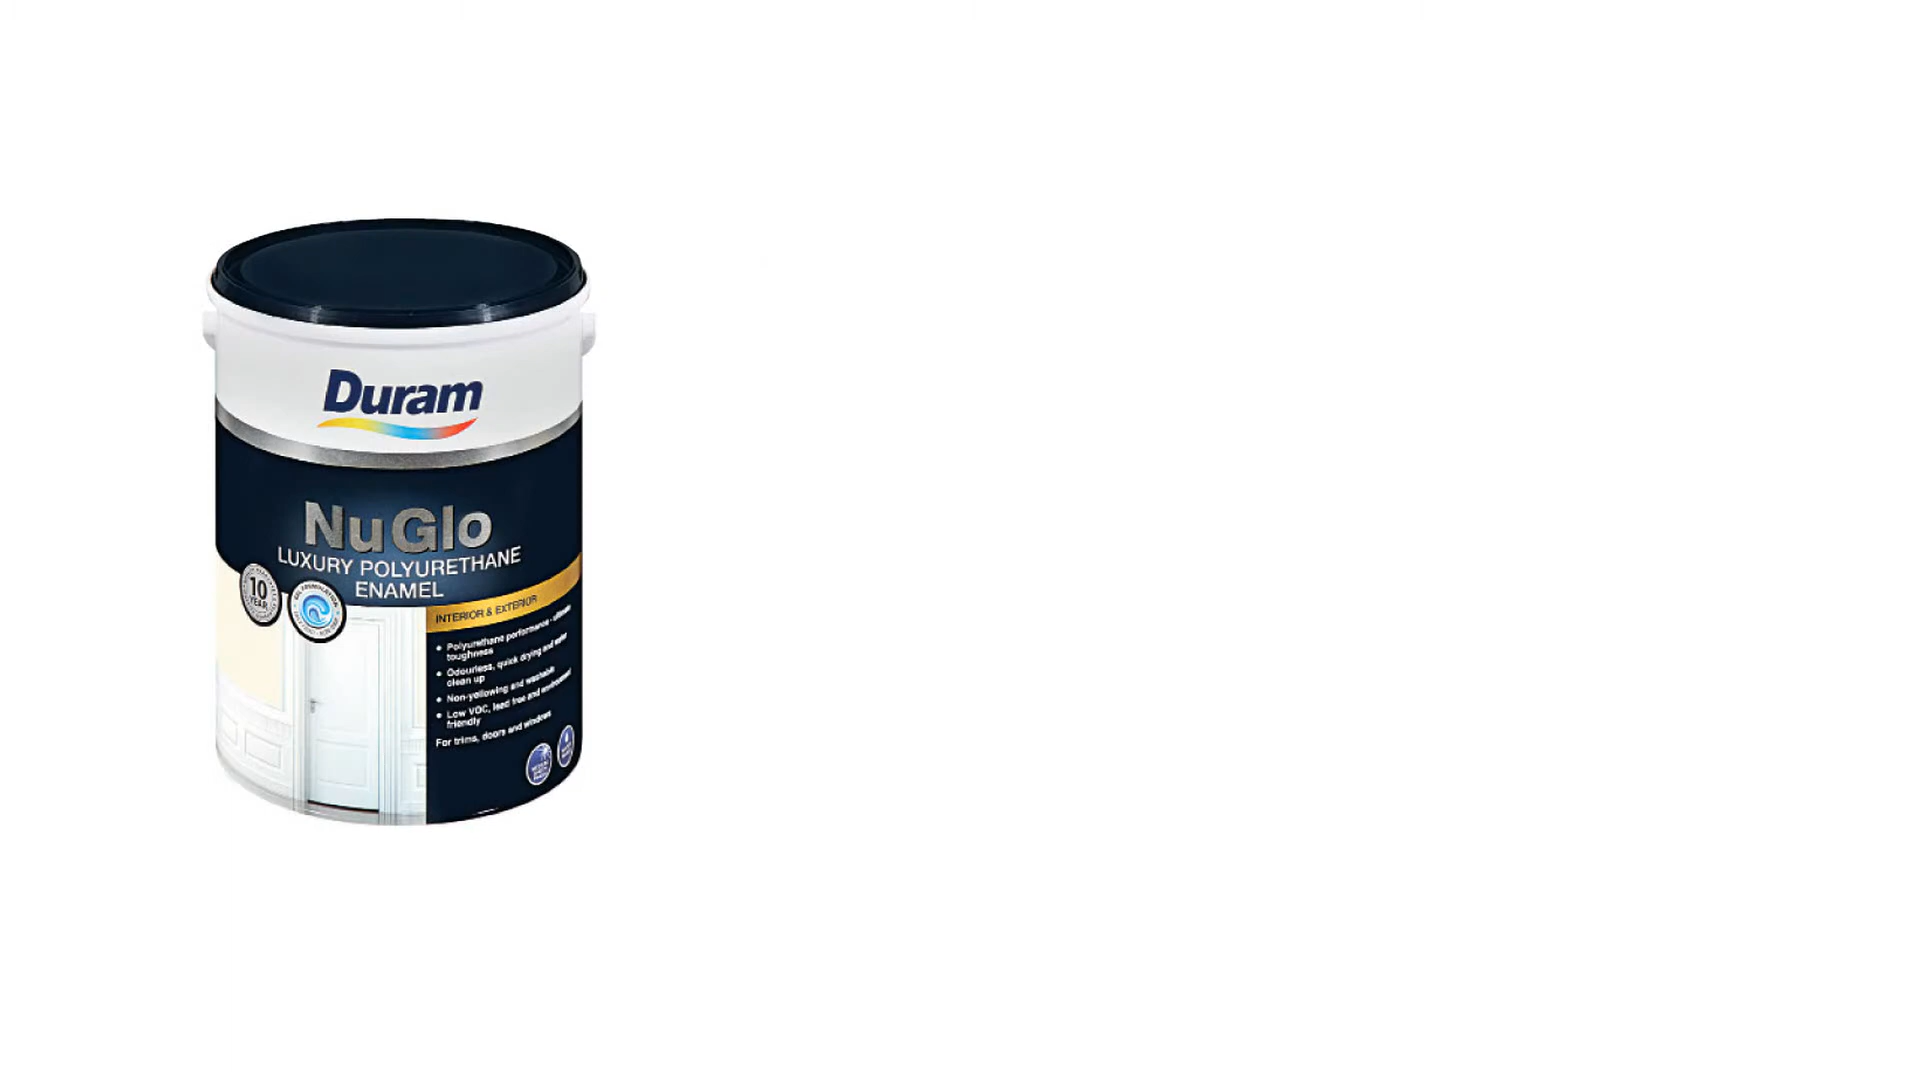 Duram
NuGlo
LUXURY POLYURETHANE
ENAMEL
10
YEAR
INTERIOR & EXTERIOR
• Polyurethane performance - ultimate
toughness
• Odourless, quick drying and water
clean up
• Non-yellowing and washable
• Low VOC, lead free and environment
friendly
For trims, doors and windows